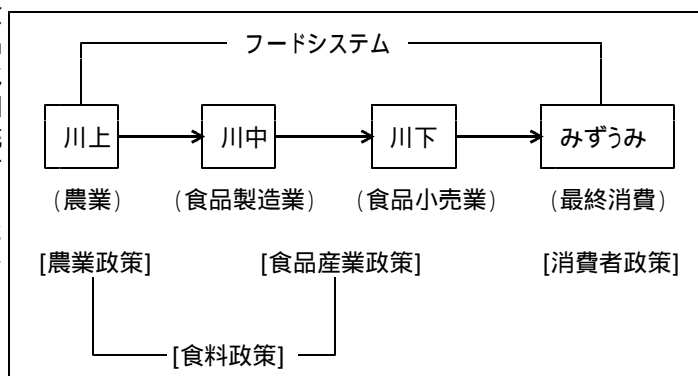 フードシステム
川上 川中 川下 みずうみ
(農業) (食品製造業) (食品小売業) (最終消費)
[農業政策] [食品産業政策] [消費者政策]
[食料政策]